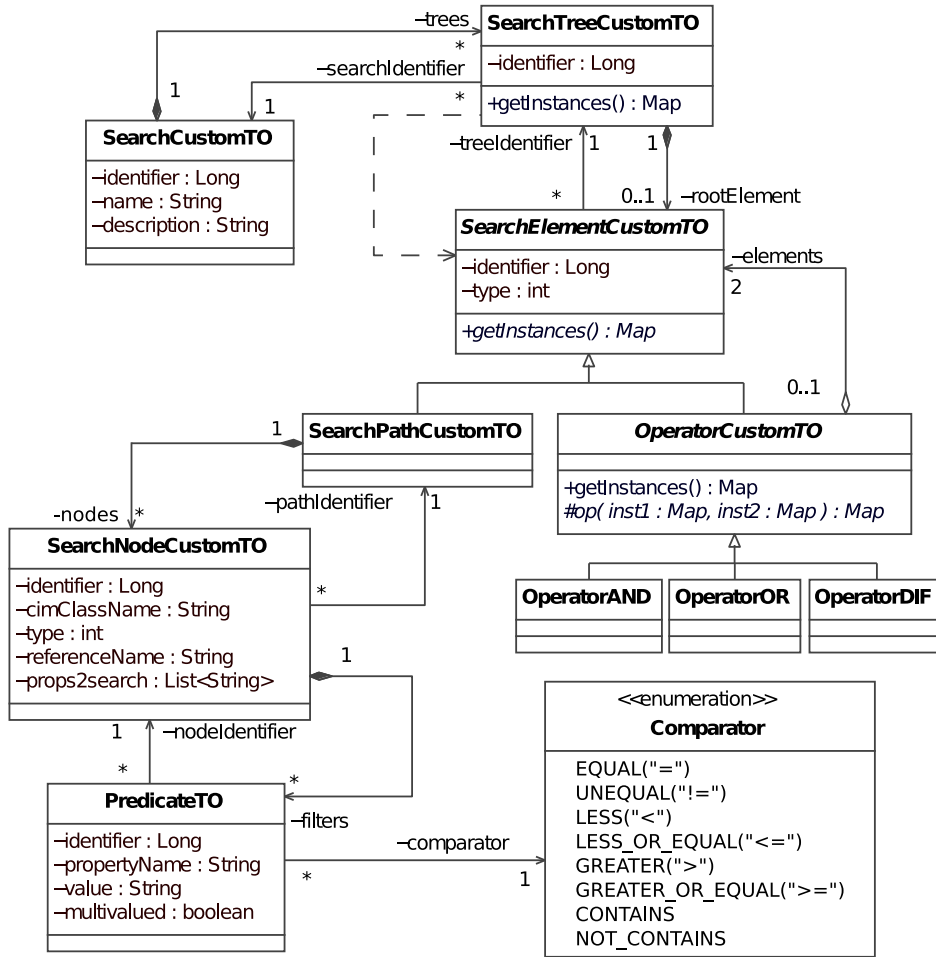 −trees
*
1
SearchTreeCustomTO
−identifier : Long
+getInstances() : Map
−searchIdentifier
*
1
SearchCustomTO
−identifier : Long
−name : String
−description : String
−treeIdentifier
1
1
*
0..1
−rootElement
SearchElementCustomTO
−identifier : Long
−type : int
+getInstances() : Map
−elements
2
0..1
SearchPathCustomTO
1
−pathIdentifier
1
OperatorCustomTO
+getInstances() : Map
#op( inst1 : Map, inst2 : Map ) : Map
-nodes
*
SearchNodeCustomTO
−identifier : Long
−cimClassName : String
−type : int
−referenceName : String
−props2search : List<String>
*
1
OperatorAND
OperatorOR
OperatorDIF
1
−nodeIdentifier
*
*
−filters
PredicateTO
−identifier : Long
−propertyName : String
−value : String
−multivalued : boolean
−comparator
*
1
<<enumeration>>
Comparator
EQUAL("=")
UNEQUAL("!=")
LESS("<")
LESS_OR_EQUAL("<=")
GREATER(">")
GREATER_OR_EQUAL(">=")
CONTAINS
NOT_CONTAINS